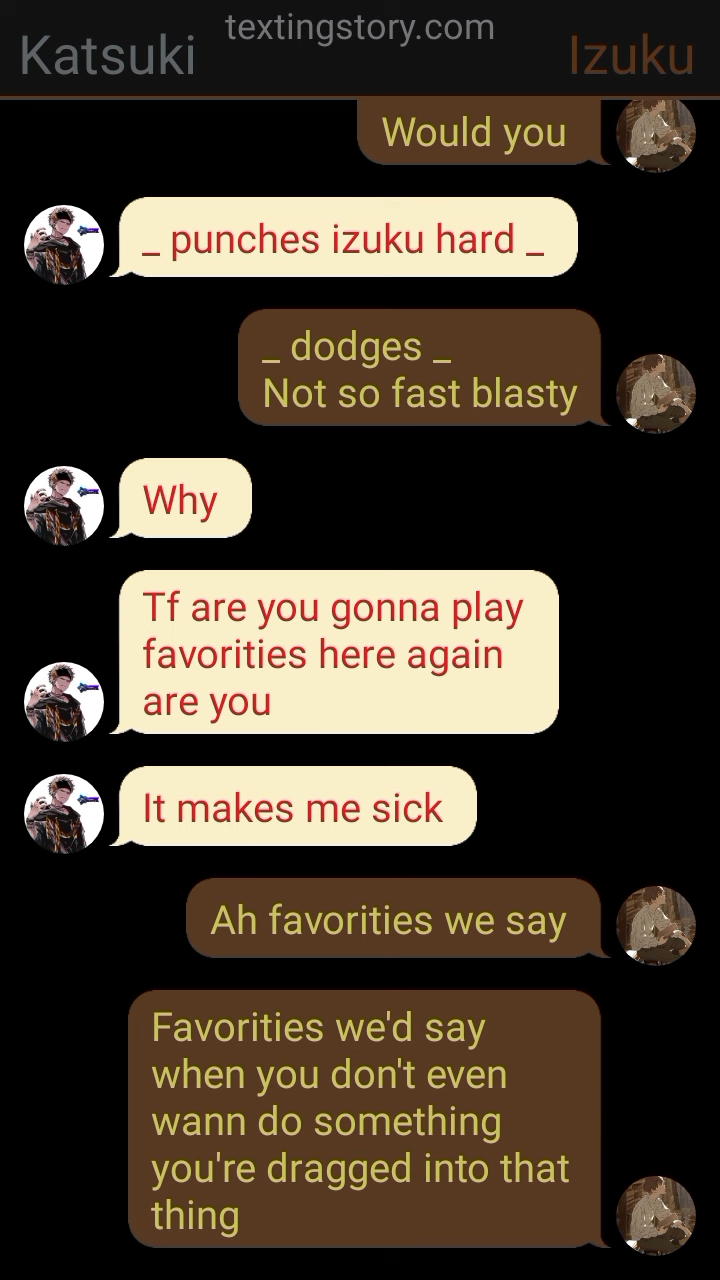 textingstory.com
Katsuki
Izuku
Would you
_ punches izuku hard _
_ dodges _
Not so fast blasty
Why
Tf are you gonna play
favorities here again
are you
It makes me sick
Ah favorities we say
Favorities we'd say
when you don't even
wann do something
you're dragged into that
thing